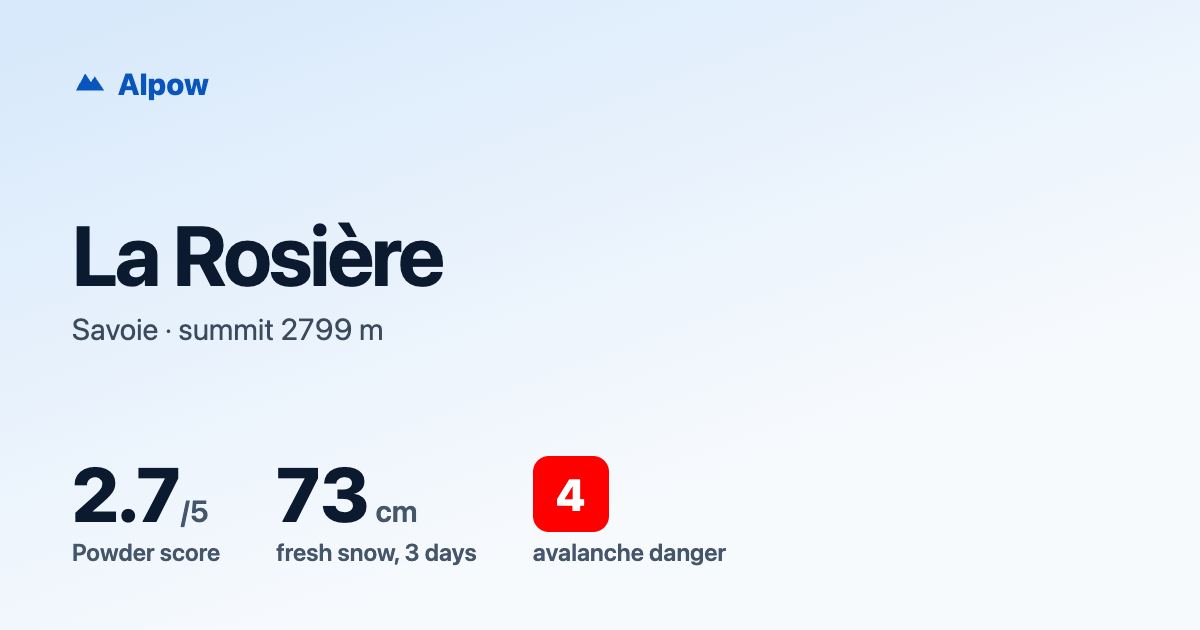 Alpow
La Rosière
Savoie · summit 2799 m
2.7/5
Powder score
73 cm
fresh snow, 3 days
4
avalanche danger